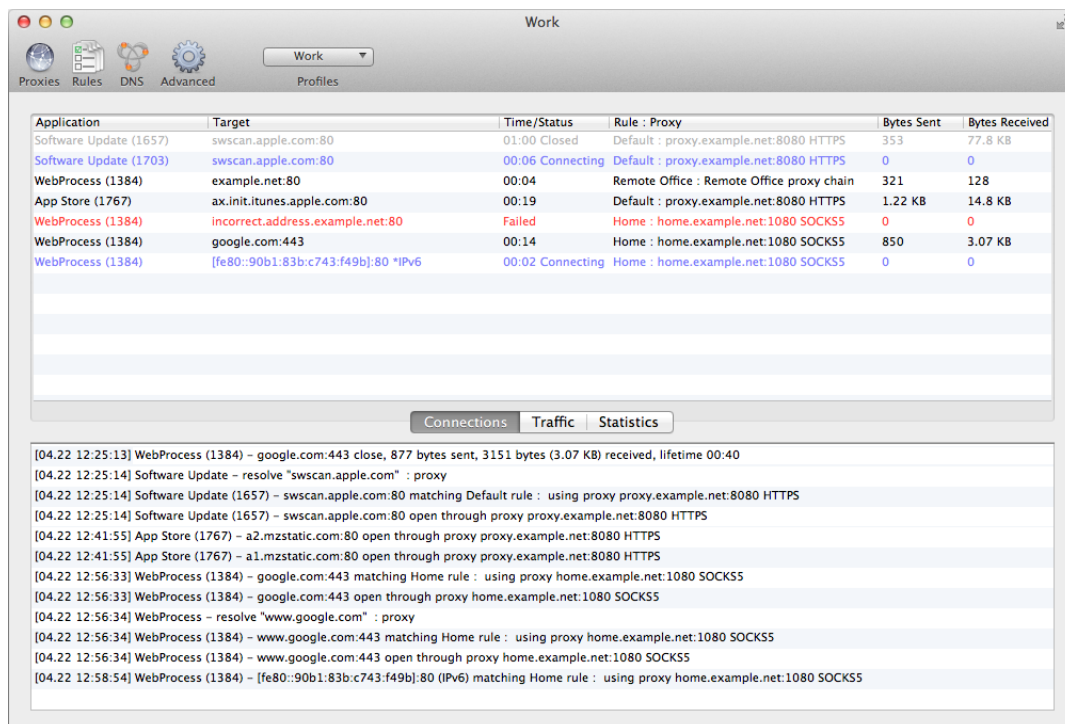 Work
Work
Proxies Rules DNS Advanced Profiles
Application Target Time/Status Rule : Proxy Bytes Sent Bytes Received
Software Update (1657) swscan.apple.com:80 01:00 Closed Default : proxy.example.net:8080 HTTPS 353 77.8 KB
Software Update (1703) swscan.apple.com:80 00:06 Connecting Default : proxy.example.net:8080 HTTPS 0 0
WebProcess (1384) example.net:80 00:04 Remote Office : Remote Office proxy chain 321 128
App Store (1767) ax.init.itunes.apple.com:80 00:19 Default : proxy.example.net:8080 HTTPS 1.22 KB 14.8 KB
WebProcess (1384) incorrect.address.example.net:80 Failed Home : home.example.net:1080 SOCKS5 0 0
WebProcess (1384) google.com:443 00:14 Home : home.example.net:1080 SOCKS5 850 3.07 KB
WebProcess (1384) [fe80::90b1:83b:c743:f49b]:80 *IPv6 00:02 Connecting Home : home.example.net:1080 SOCKS5 0 0
Connections Traffic Statistics
[04.22 12:25:13] WebProcess (1384) – google.com:443 close, 877 bytes sent, 3151 bytes (3.07 KB) received, lifetime 00:40
[04.22 12:25:14] Software Update – resolve "swscan.apple.com" : proxy
[04.22 12:25:14] Software Update (1657) – swscan.apple.com:80 matching Default rule : using proxy proxy.example.net:8080 HTTPS
[04.22 12:25:14] Software Update (1657) – swscan.apple.com:80 open through proxy proxy.example.net:8080 HTTPS
[04.22 12:41:55] App Store (1767) – a2.mzstatic.com:80 open through proxy proxy.example.net:8080 HTTPS
[04.22 12:41:55] App Store (1767) – a1.mzstatic.com:80 open through proxy proxy.example.net:8080 HTTPS
[04.22 12:56:33] WebProcess (1384) – google.com:443 matching Home rule : using proxy home.example.net:1080 SOCKS5
[04.22 12:56:33] WebProcess (1384) – google.com:443 open through proxy home.example.net:1080 SOCKS5
[04.22 12:56:34] WebProcess – resolve "www.google.com" : proxy
[04.22 12:56:34] WebProcess (1384) – www.google.com:443 matching Home rule : using proxy home.example.net:1080 SOCKS5
[04.22 12:56:34] WebProcess (1384) – www.google.com:443 open through proxy home.example.net:1080 SOCKS5
[04.22 12:58:54] WebProcess (1384) – [fe80::90b1:83b:c743:f49b]:80 (IPv6) matching Home rule : using proxy home.example.net:1080 SOCKS5